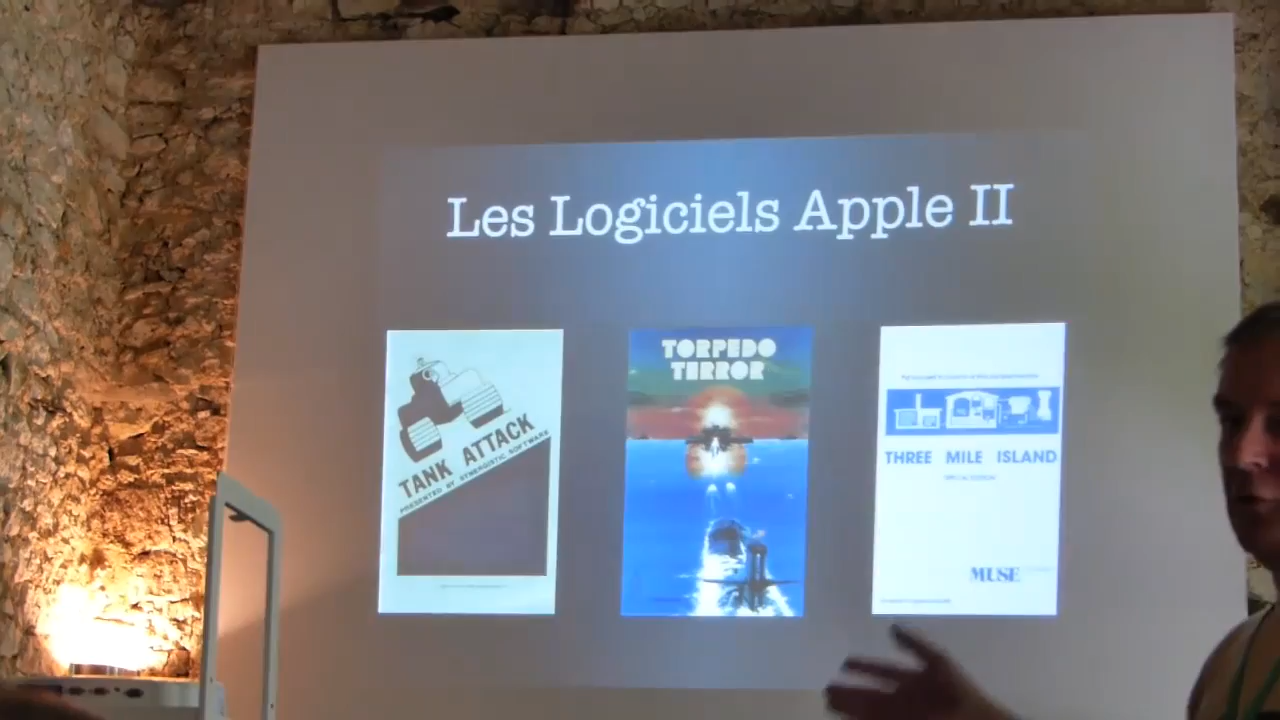 Les Logiciels Apple II
TANK ATTACK
PRESENTED BY SYNERGISTIC SOFTWARE
TORPEDO
TERROR
THREE MILE ISLAND
SPECIAL EDITION
MUSE